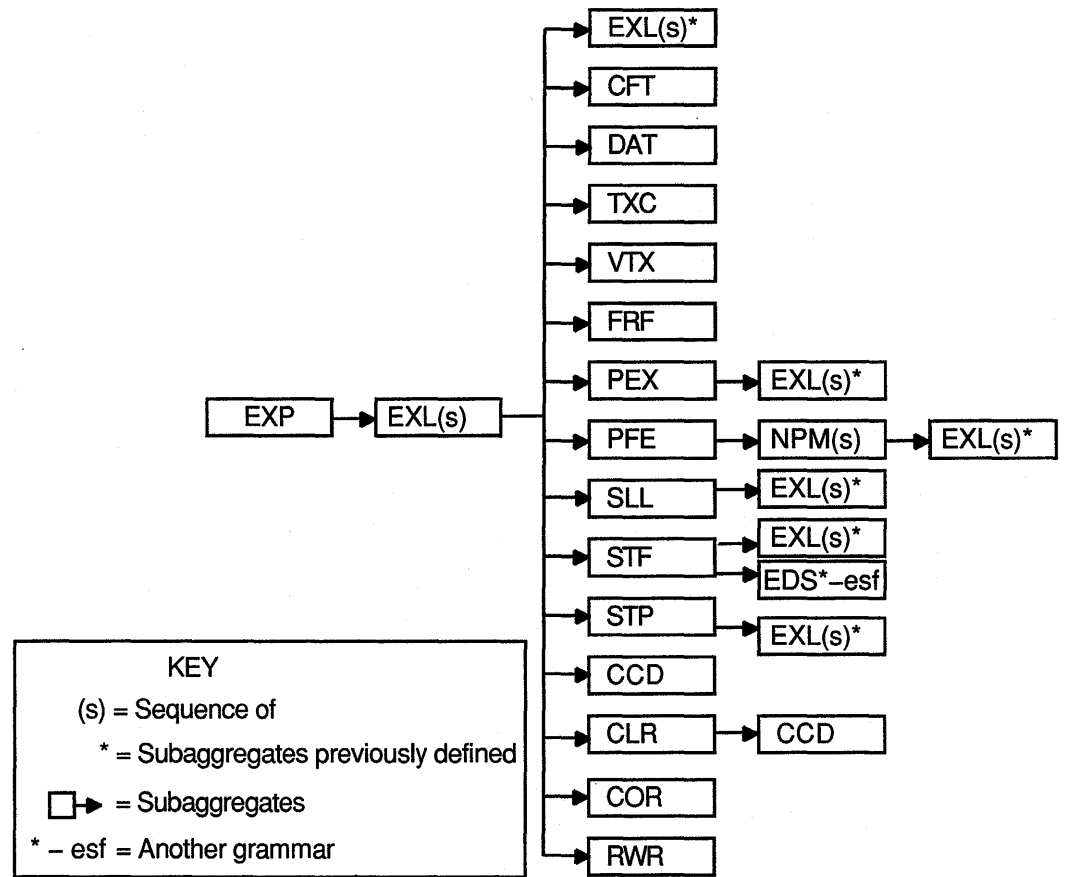 EXL(s)*
CFT
DAT
TXC
VTX
FRF
PEX EXL(s)*
EXP EXL(s)
PFE NPM(s) EXL(s)*
SLL EXL(s)*
STF EXL(s)*
EDS*–esf
STP EXL(s)*
CCD
CLR CCD
COR
RWR
KEY
(s) = Sequence of
* = Subaggregates previously defined
= Subaggregates
* – esf = Another grammar